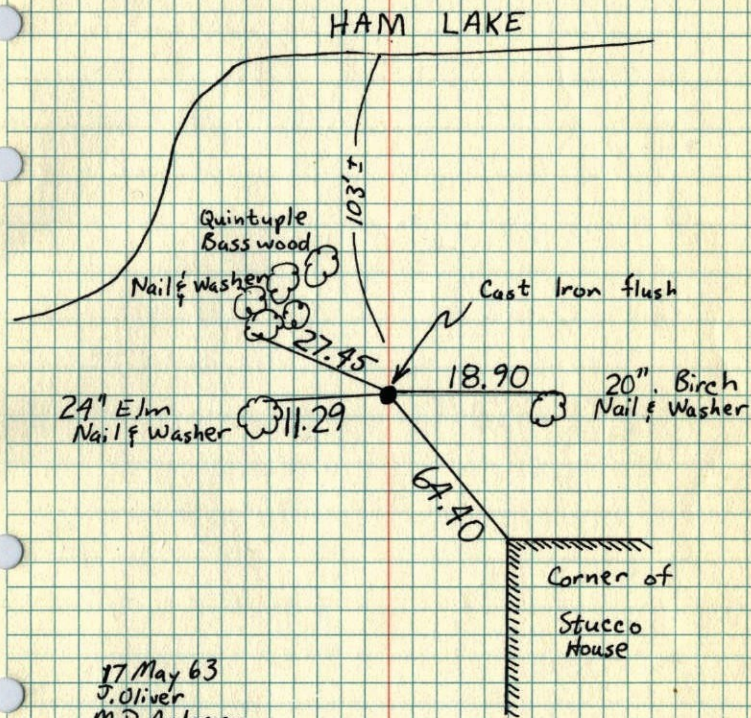 HAM LAKE
103' ±
Quintuple
Basswood
Nail & Washer
Cast Iron flush
27.45
18.90
20". Birch
Nail & Washer
24" Elm
Nail & Washer
11.29
64.40
Corner of
Stucco
House
17 May 63
J. Oliver